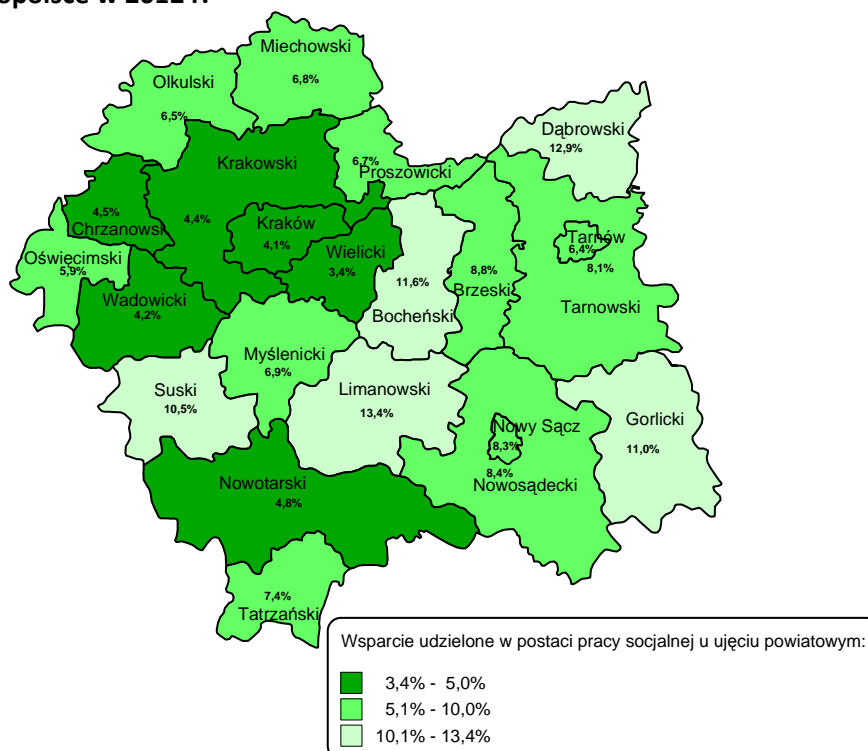 w 2012 r.
Miechowski
6,8%
Olkulski
6,5%
Dąbrowski
12,9%
Krakowski
4,4%
6,7%
Proszowicki
4,5%
Chrzanowsk
Kraków
4,1%
Wielicki
3,4%
Tarnów
6,4%
8,1%
Tarnowski
Oświęcimski
5,9%
11,6%
Bocheński
8,8%
Brzeski
Wadowicki
4,2%
Myślenicki
6,9%
Suski
10,5%
Limanowski
13,4%
Nowy Sącz
8,3%
8,4%
Nowosądecki
Gorlicki
11,0%
Nowotarski
4,8%
7,4%
Tatrzański
Wsparcie udzielone w postaci pracy socjalnej u ujęciu powiatowym:
3,4% - 5,0%
5,1% - 10,0%
10,1% - 13,4%